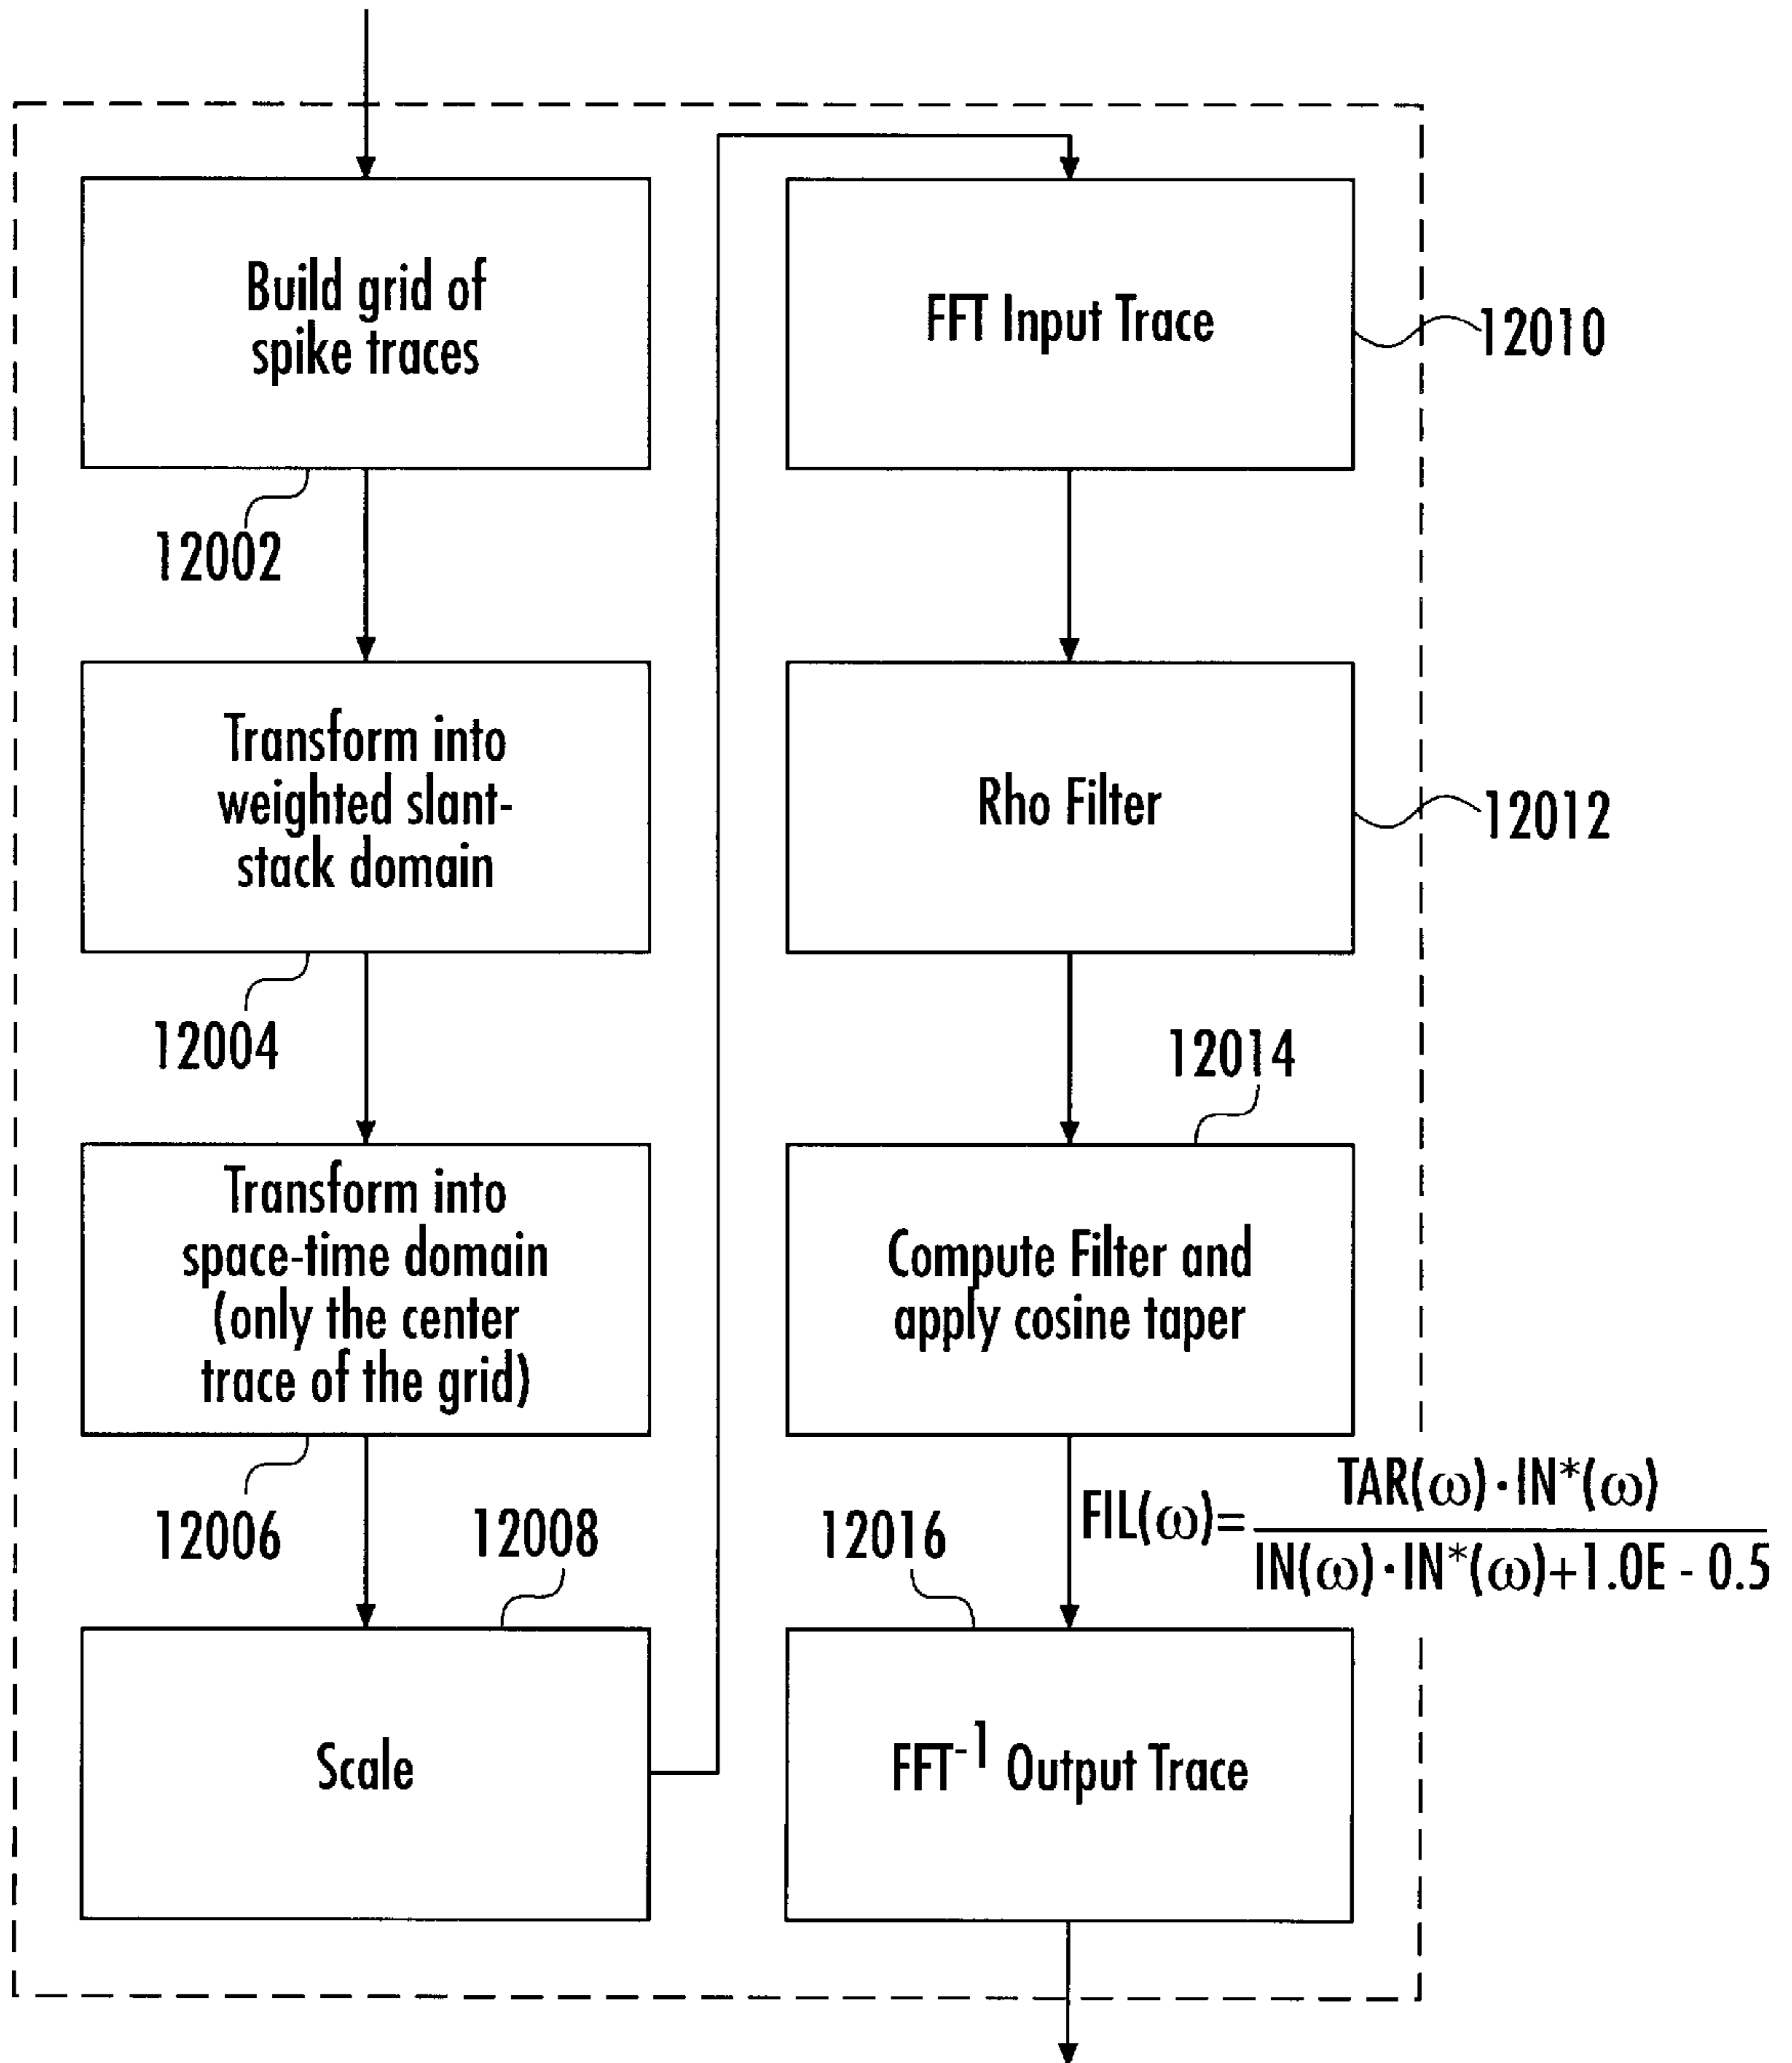 Build grid of
spike traces
12002
Transform into
weighted slant-
stack domain
12004
Transform into
space-time domain
(only the center
trace of the grid)
12006
12008
Scale
FFT Input Trace
12010
Rho Filter
12012
12014
Compute Filter and
apply cosine taper
FIL(ω)= TAR(ω)·IN*(ω)
IN(ω)·IN*(ω)+1.0E - 0.5
12016
FFT⁻¹ Output Trace